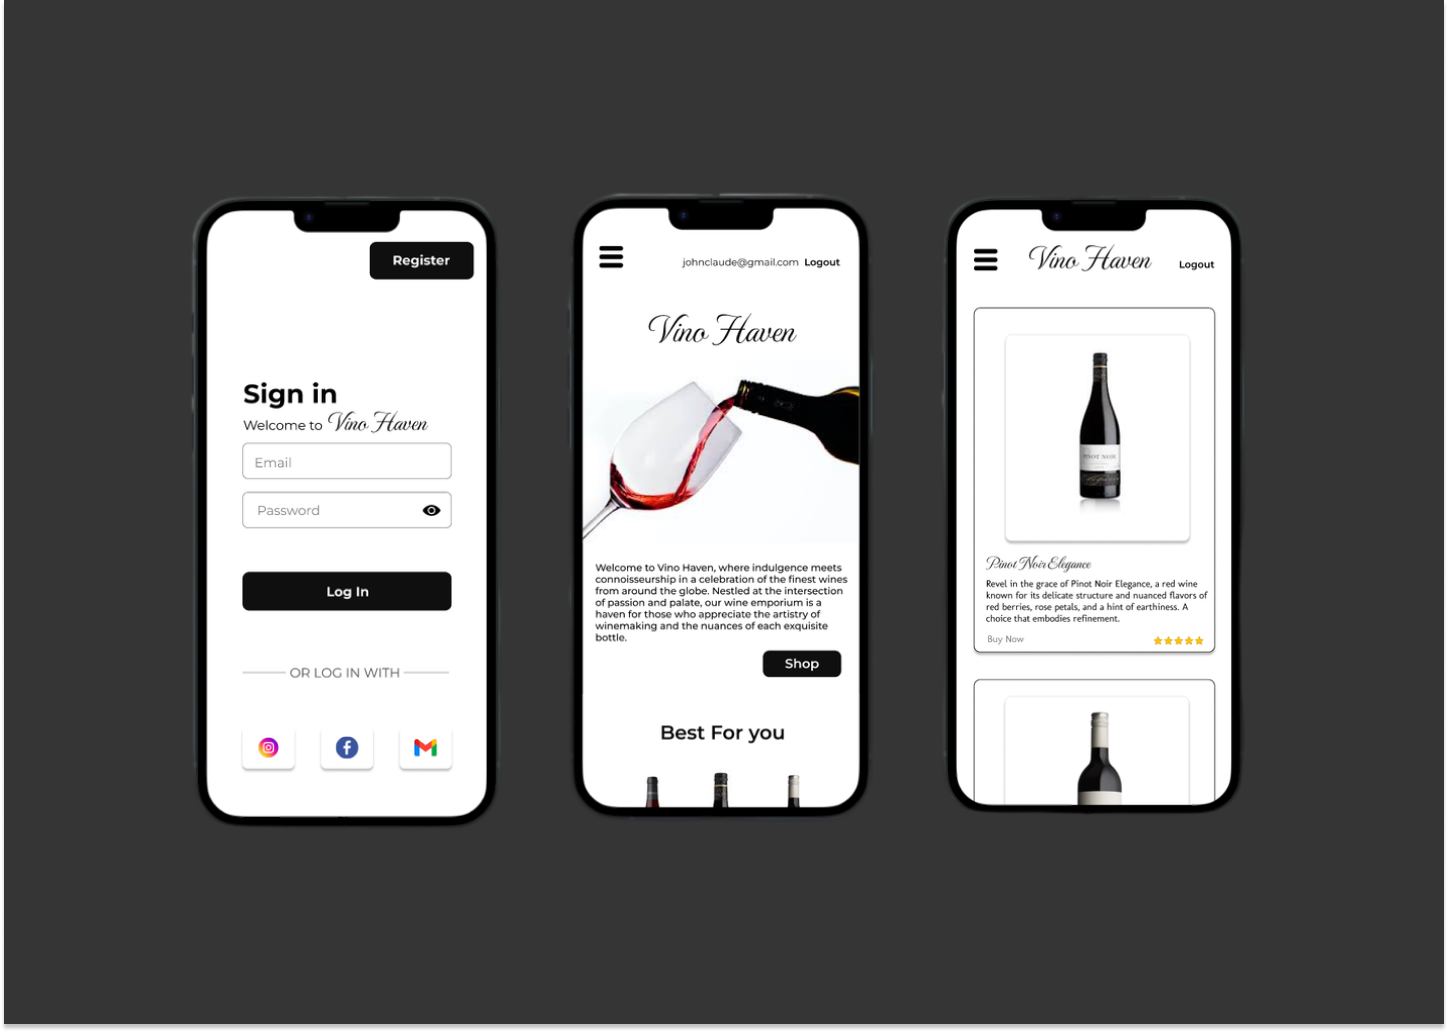 Register
Sign in
Welcome to Vino Haven
Email
Password
Log In
OR LOG IN WITH
johnclaude@gmail.com Logout
Vino Haven
Welcome to Vino Haven, where indulgence meets
connoisseurship in a celebration of the finest wines
from around the globe. Nestled at the intersection
of passion and palate, our wine emporium is a
haven for those who appreciate the artistry of
winemaking and the nuances of each exquisite
bottle.
Shop
Best For you
Vino Haven Logout
PINOT NOIR
Pinot Noir Elegance
Revel in the grace of Pinot Noir Elegance, a red wine
known for its delicate structure and nuanced flavors of
red berries, rose petals, and a hint of earthiness. A
choice that embodies refinement.
Buy Now